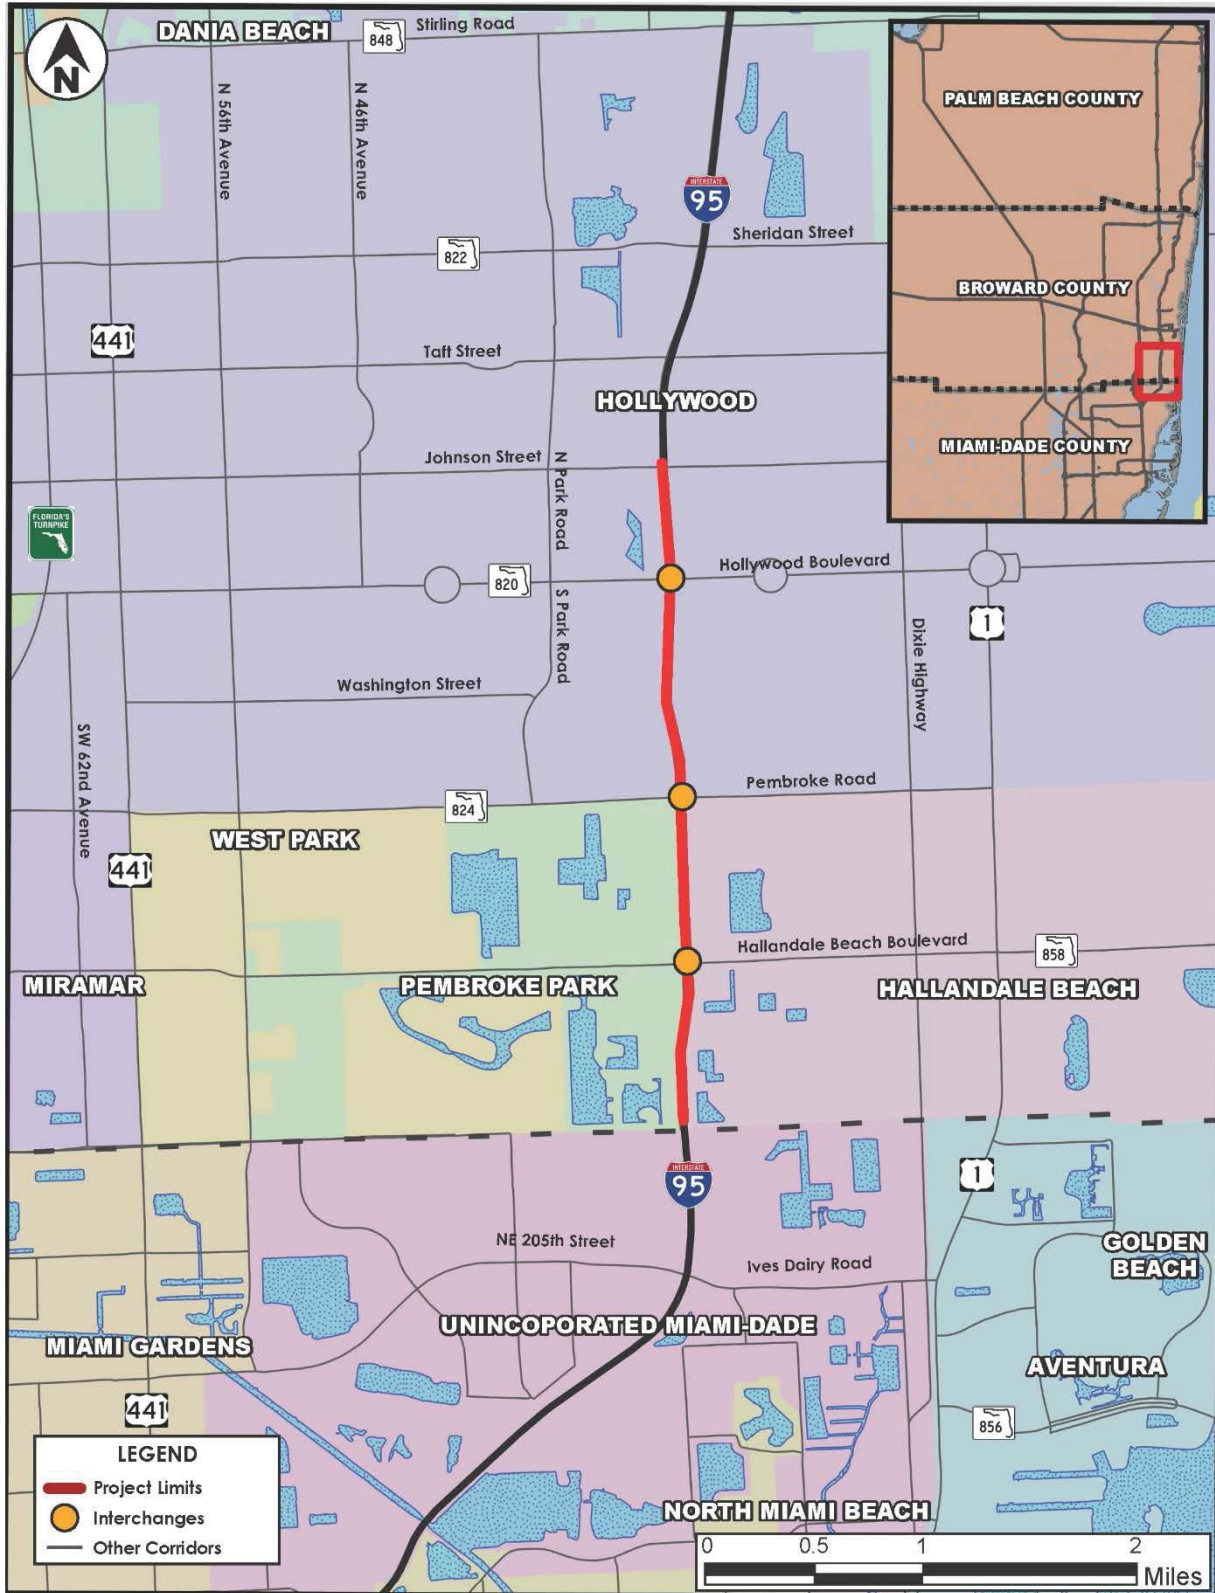 DANIA BEACH
848
Stirling Road
N
N 56th Avenue
N 46th Avenue
PALM BEACH COUNTY
BROWARD COUNTY
MIAMI-DADE COUNTY
INTERSTATE
95
Sheridan Street
822
441
Taft Street
HOLLYWOOD
Johnson Street
N Park Road
FLORIDA'S
TURNPIKE
Hollywood Boulevard
820
S Park Road
1
Dixie Highway
Washington Street
SW 62nd Avenue
Pembroke Road
824
WEST PARK
441
Hallandale Beach Boulevard
858
MIRAMAR
PEMBROKE PARK
HALLANDALE BEACH
INTERSTATE
95
1
NE 205th Street
Ives Dairy Road
GOLDEN
BEACH
UNINCOPORATED MIAMI-DADE
MIAMI GARDENS
AVENTURA
441
856
LEGEND
Project Limits
Interchanges
Other Corridors
NORTH MIAMI BEACH
0 0.5 1 2
Miles